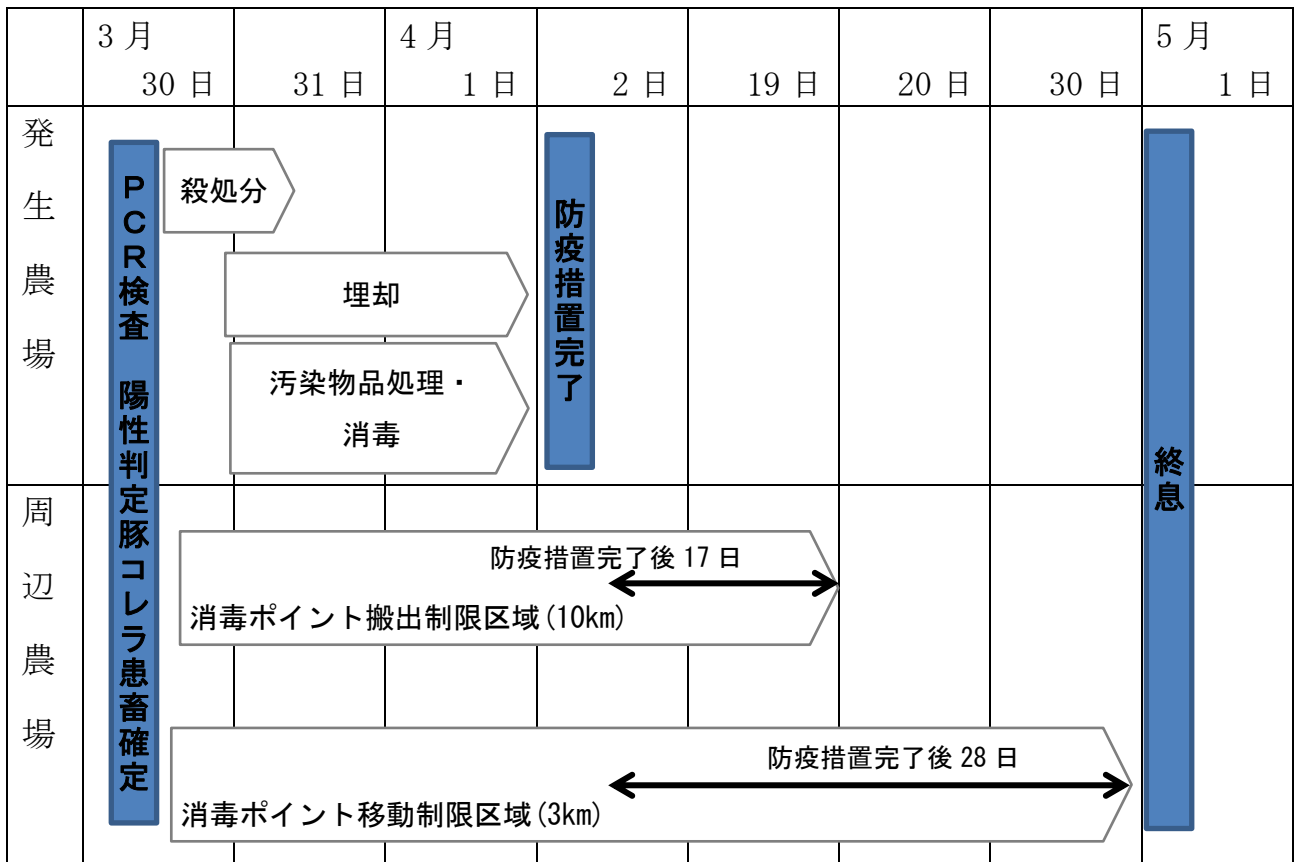 3月
4月
5月
30日
31日
1日
2日
19日
20日
30日
1日
発生農場
PCR検査 陽性判定豚コレラ患畜確定
殺処分
埋却
汚染物品処理・
消毒
防疫措置完了
終息
周辺農場
防疫措置完了後17日
消毒ポイント搬出制限区域(10km)
防疫措置完了後28日
消毒ポイント移動制限区域(3km)